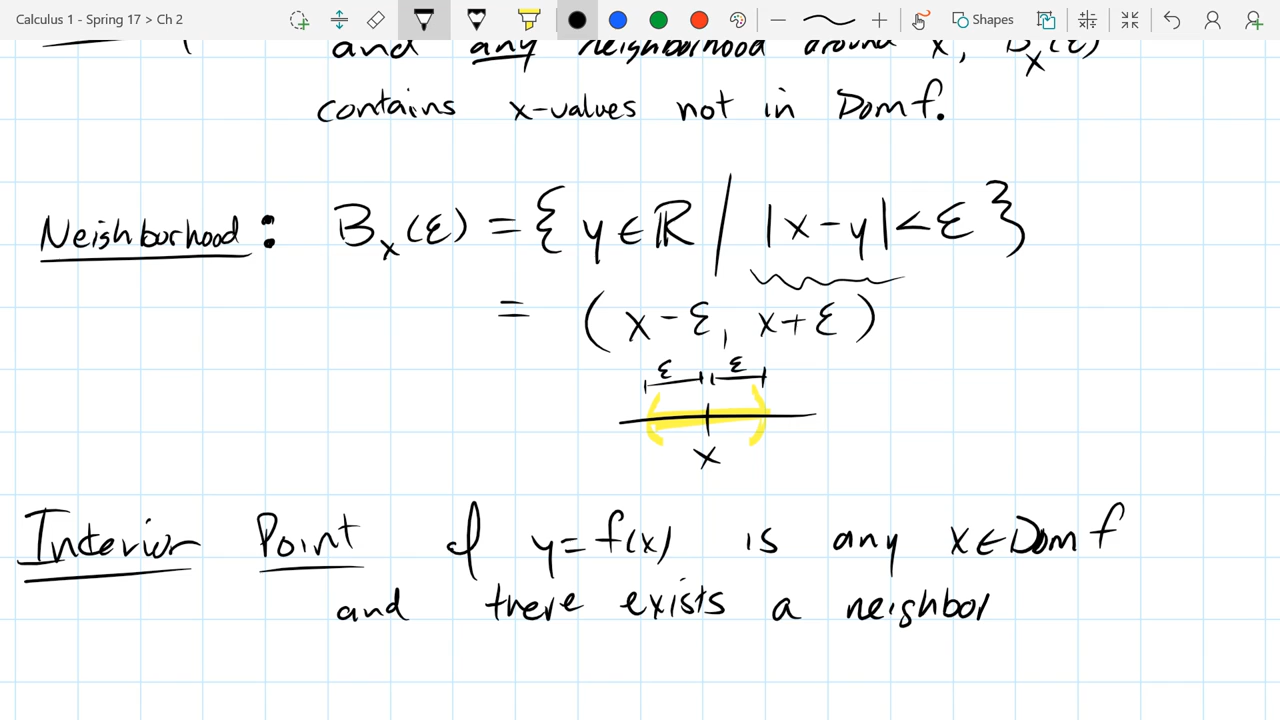 Calculus 1 - Spring 17 > Ch 2
Shapes
and any neighborhood around x, Bx(ε)
contains x-values not in Dom f.
Neighborhood: Bx(ε) = { y ∈ ℝ / |x-y| < ε }
= (x-ε, x+ε)
ε ε
x
Interior Point of y=f(x) is any x ∈ Dom f
and there exists a neighbor